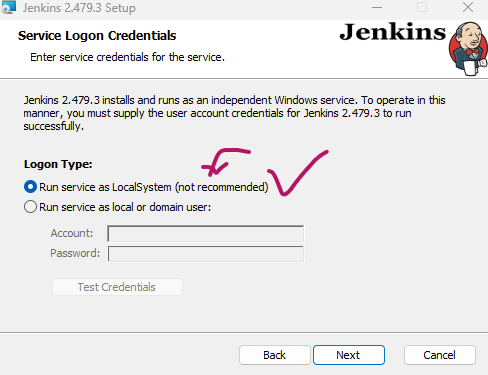 Jenkins 2.479.3 Setup
Service Logon Credentials
Enter service credentials for the service.
Jenkins
Jenkins 2.479.3 installs and runs as an independent Windows service. To operate in this
manner, you must supply the user account credentials for Jenkins 2.479.3 to run
successfully.
Logon Type:
Run service as LocalSystem (not recommended)
Run service as local or domain user:
Account:
Password:
Test Credentials
Back
Next
Cancel